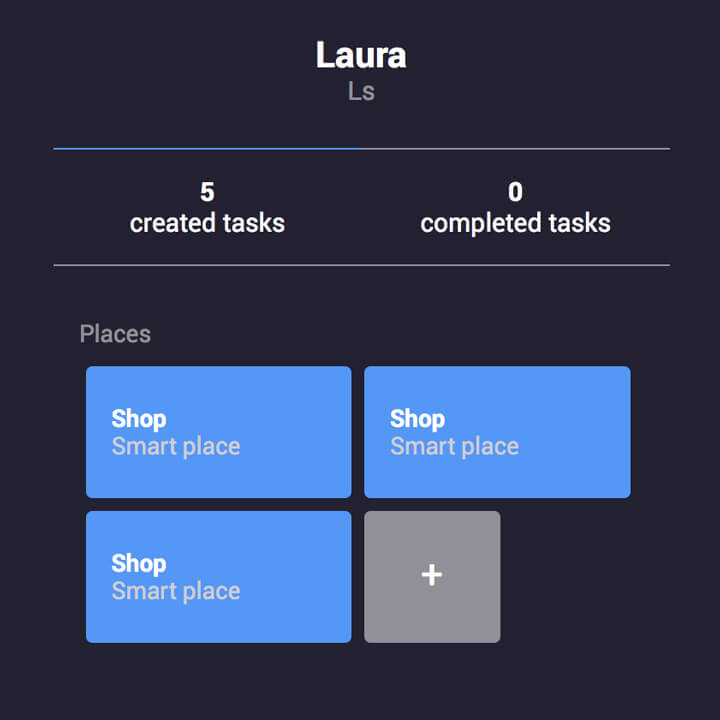 Laura
Ls
5
created tasks
0
completed tasks
Places
Shop
Smart place
Shop
Smart place
Shop
Smart place
+